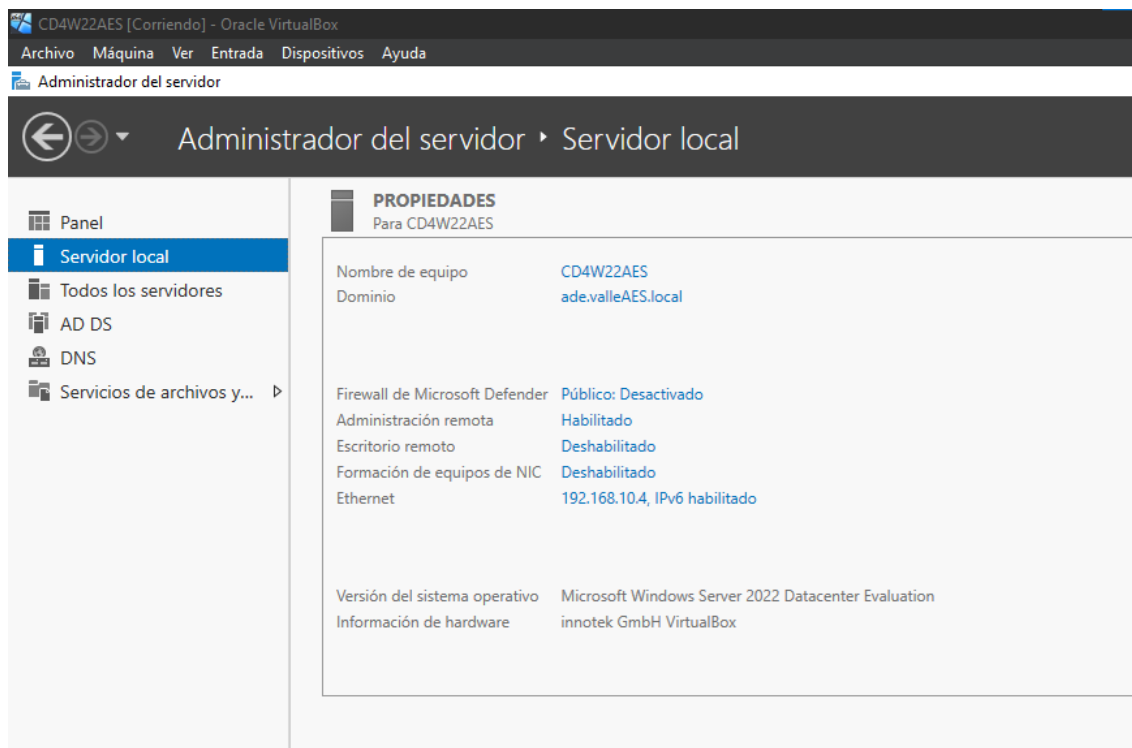 CD4W22AES [Corriendo] - Oracle VirtualBox
Archivo Máquina Ver Entrada Dispositivos Ayuda
Administrador del servidor
Administrador del servidor ‣ Servidor local
Panel
Servidor local
Todos los servidores
AD DS
DNS
Servicios de archivos y...
PROPIEDADES
Para CD4W22AES
Nombre de equipo CD4W22AES
Dominio ade.valleAES.local
Firewall de Microsoft Defender Público: Desactivado
Administración remota Habilitado
Escritorio remoto Deshabilitado
Formación de equipos de NIC Deshabilitado
Ethernet 192.168.10.4, IPv6 habilitado
Versión del sistema operativo Microsoft Windows Server 2022 Datacenter Evaluation
Información de hardware innotek GmbH VirtualBox